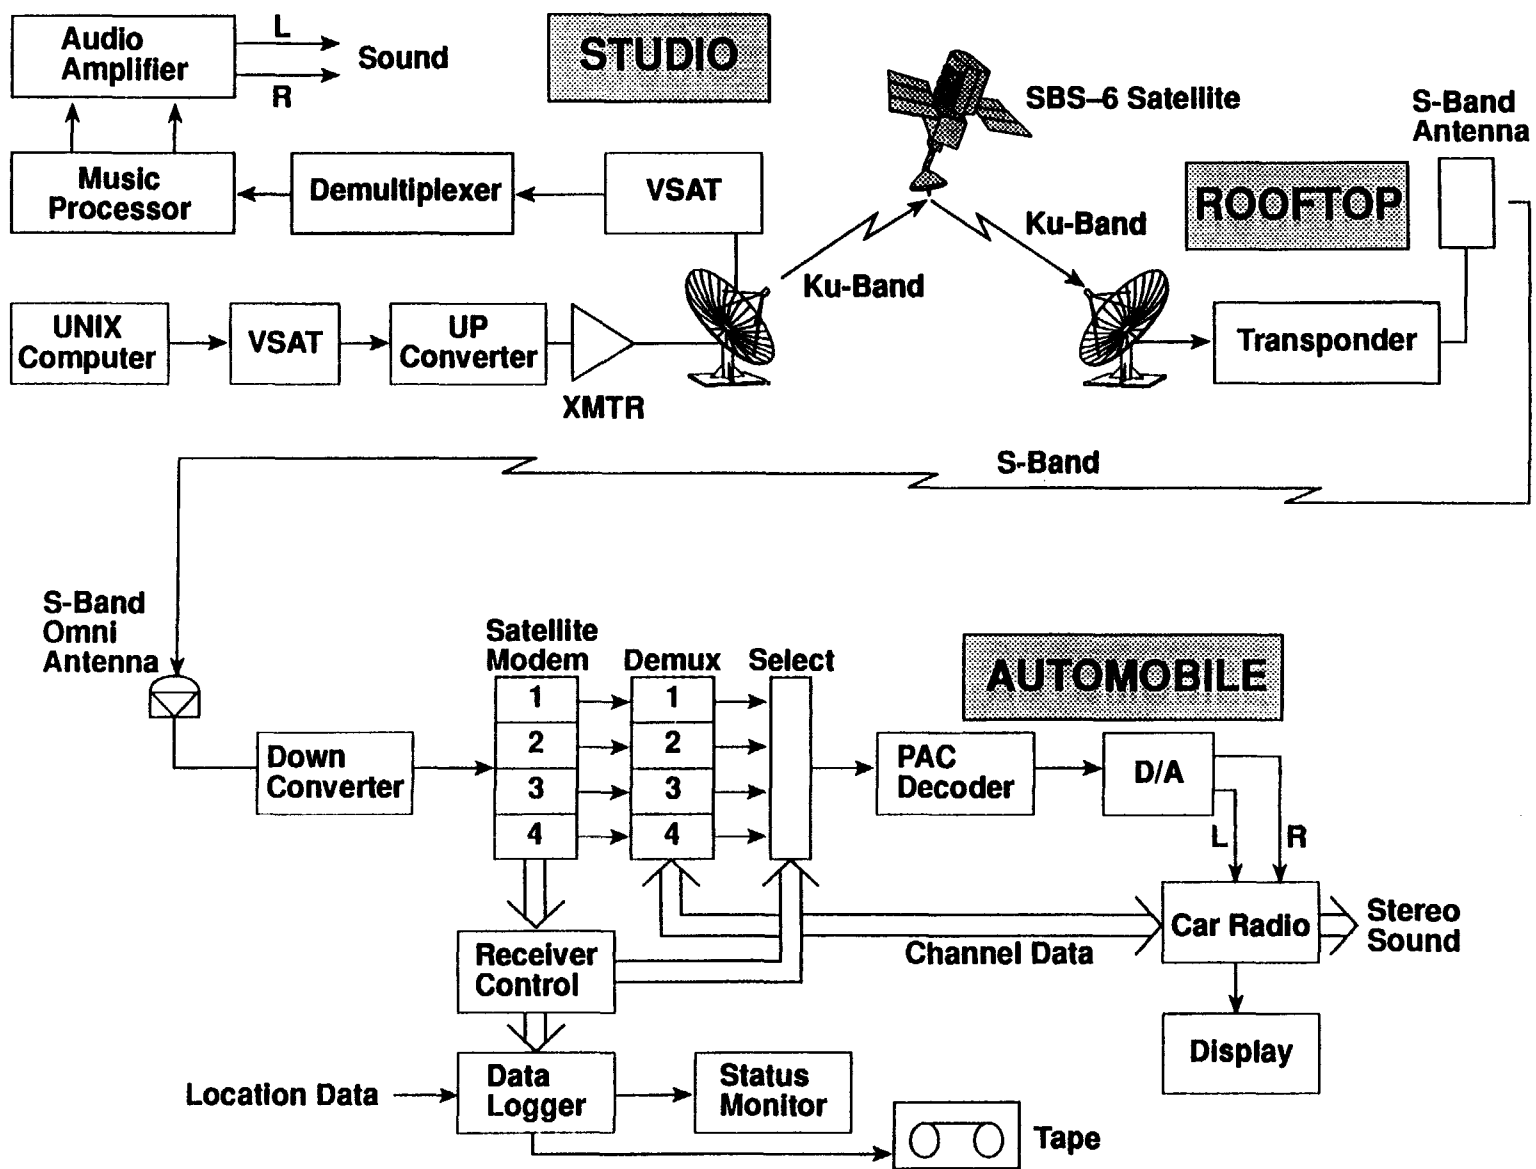 Audio
Amplifier
L
R
Sound
STUDIO
SBS–6 Satellite
S-Band
Antenna
Music
Processor
Demultiplexer
VSAT
ROOFTOP
Ku-Band
Ku-Band
UNIX
Computer
VSAT
UP
Converter
XMTR
Transponder
S-Band
S-Band
Omni
Antenna
Satellite
Modem
Demux
Select
AUTOMOBILE
1
1
2
2
3
3
4
4
Down
Converter
PAC
Decoder
D/A
L
R
Receiver
Control
Channel Data
Car Radio
Stereo
Sound
Display
Location Data
Data
Logger
Status
Monitor
Tape